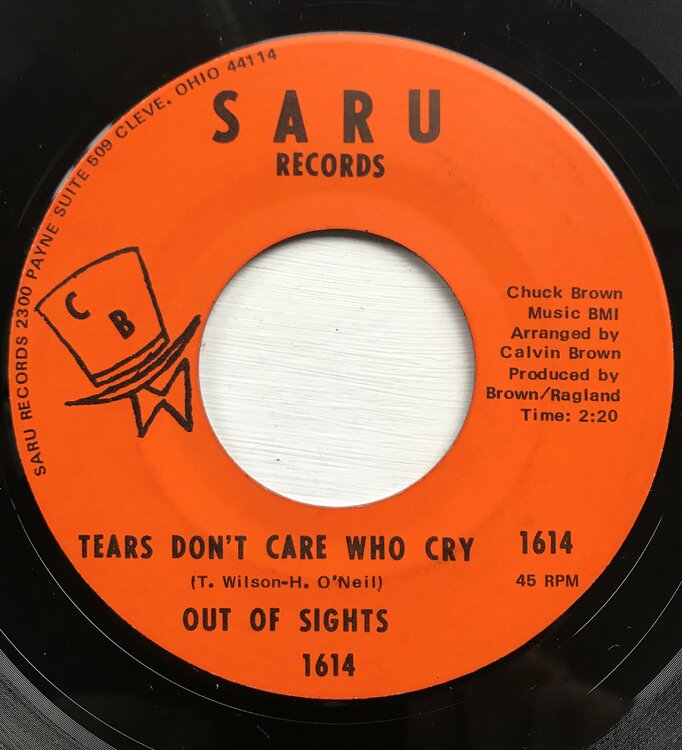 SARU RECORDS 2300 PAYNE SUITE 509 CLEVE. OHIO 44114
SARU
RECORDS
C
B
Chuck Brown
Music BMI
Arranged by
Calvin Brown
Produced by
Brown/Ragland
Time: 2:20
TEARS DON'T CARE WHO CRY 1614
(T. Wilson-H. O'Neil) 45 RPM
OUT OF SIGHTS
1614